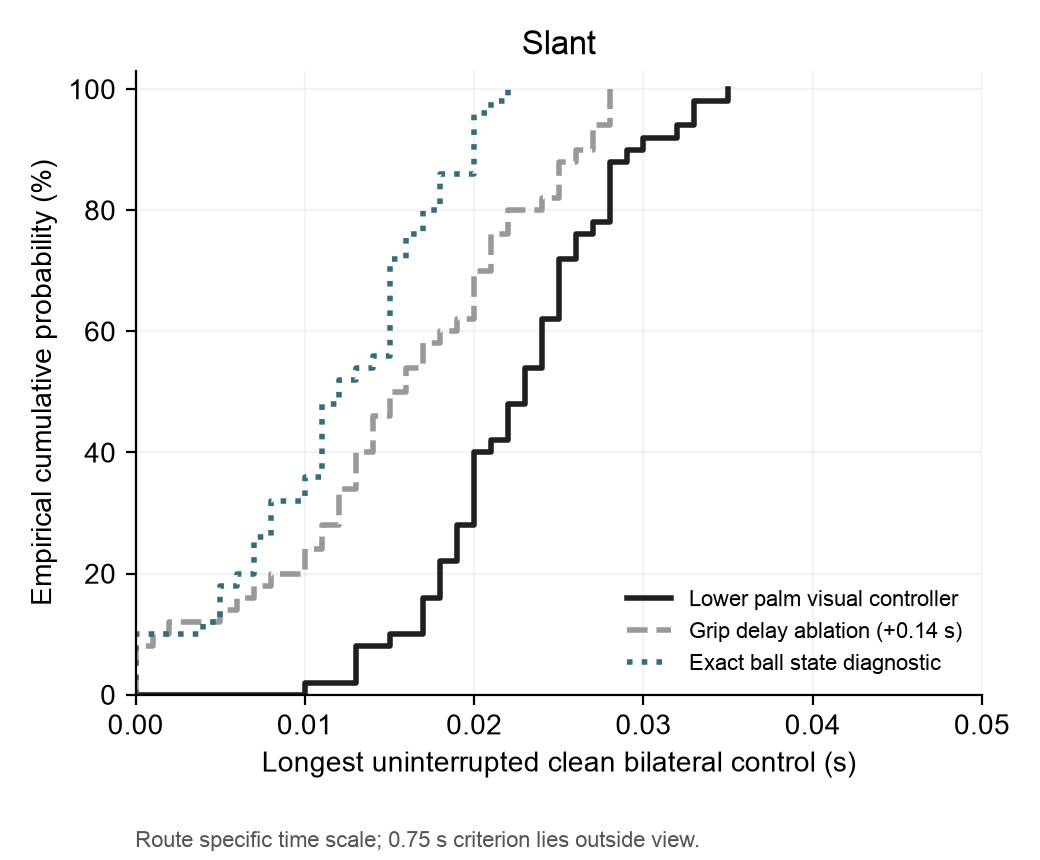 Slant
Empirical cumulative probability (%)
100
80
60
40
20
0
0.00 0.01 0.02 0.03 0.04 0.05
Lower palm visual controller
Grip delay ablation (+0.14 s)
Exact ball state diagnostic
Longest uninterrupted clean bilateral control (s)
Route specific time scale; 0.75 s criterion lies outside view.